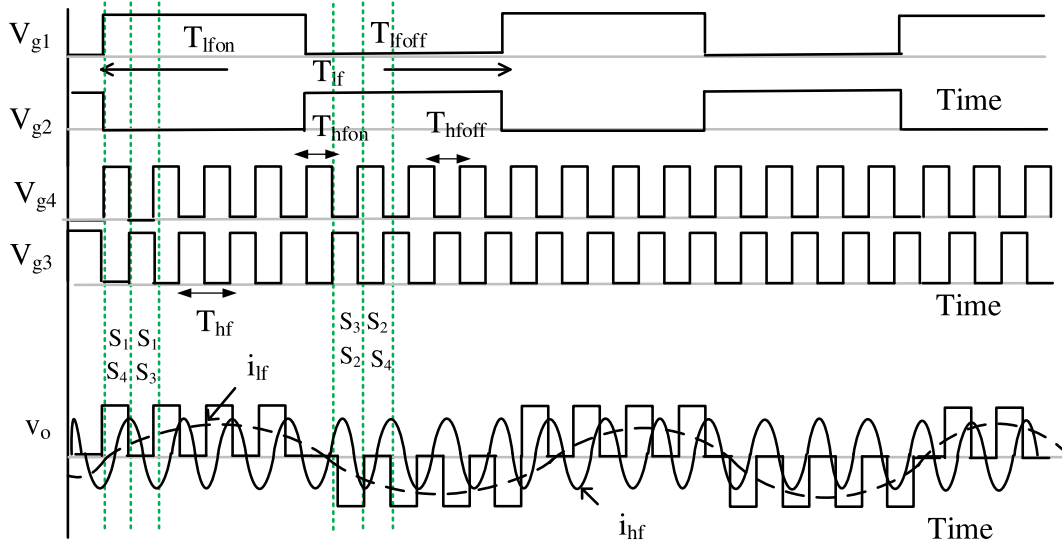 Vg1
Tlfon
Tlfoff
Tlf
Time
Vg2
Thfon
Thfoff
Vg4
Vg3
Time
Thf
S1 S1
S4 S3
S3 S2
S2 S4
ilf
vo
ihf
Time